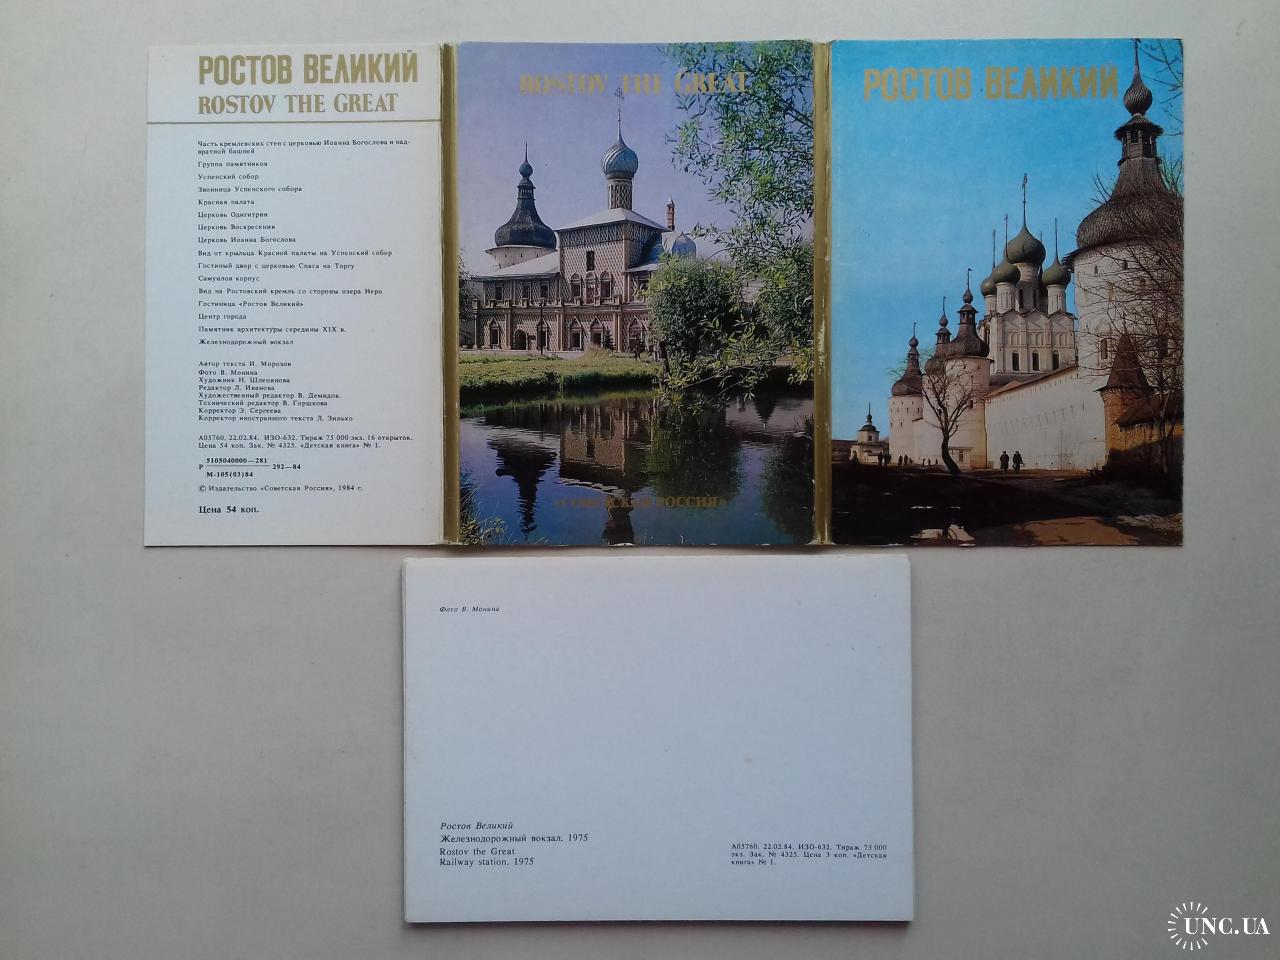 РОСТОВ ВЕЛИКИЙ
ROSTOV THE GREAT
Часть кремлевских стен с церковью Иоанна Богослова и над-
вратной башней
Группа памятников
Успенский собор
Звонница Успенского собора
Красная палата
Церковь Одигитрии
Церковь Воскресения
Церковь Иоанна Богослова
Вид от крыльца Красной палаты на Успенский собор
Гостиный двор с церковью Спаса на Торгу
Самуилов корпус
Вид на Ростовский кремль со стороны озера Неро
Гостиница «Ростов Великий»
Центр города
Памятник архитектуры середины XIX в.
Железнодорожный вокзал
Автор текста И. Морозов
Фото В. Монина
Художник Н. Шлепянова
Редактор Л. Иванова
Художественный редактор В. Демидов.
Технический редактор В. Горшкова
Корректор Э. Сергеева
Корректор иностранного текста Л. Зинько
А05760. 22.02.84. ИЗО-632. Тираж 75 000 экз. 16 открыток.
Цена 54 коп. Зак. № 4325. «Детская книга» № 1.
Р 5105040000—281 292—84
М-105(03)84
© Издательство «Советская Россия», 1984 г.
Цена 54 коп.
ROSTOV THE GREAT
«СОВЕТСКАЯ РОССИЯ»
РОСТОВ ВЕЛИКИЙ
Фото В. Монина
Ростов Великий
Железнодорожный вокзал. 1975
Rostov the Great
Railway station. 1975
А05760. 22.02.84. ИЗО-632. Тираж 75 000
экз. Зак. № 4325. Цена 3 коп. «Детская
книга» № 1.
UNC.UA